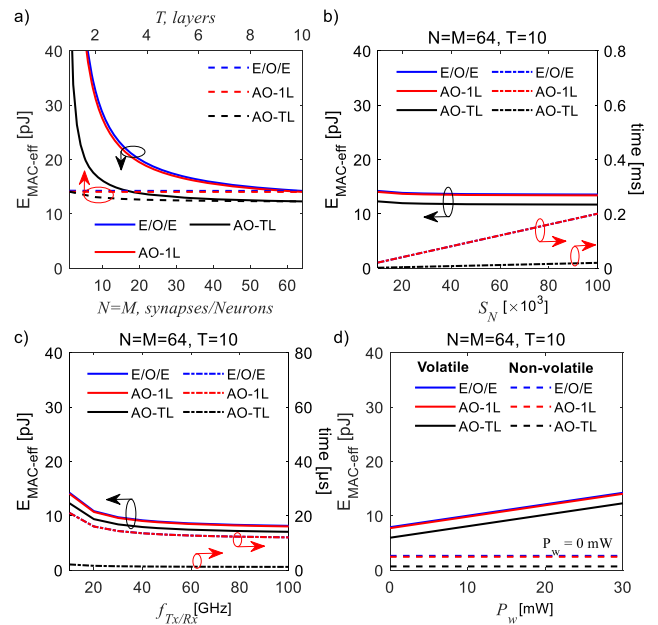 a)
T, layers
2 4 6 8 10
40
30
20
10
0
E_MAC-eff [pJ]
E/O/E
AO-1L
AO-TL
E/O/E
AO-TL
AO-1L
10 20 30 40 50 60
N=M, synapses/Neurons
b)
N=M=64, T=10
40
30
20
10
0
E_MAC-eff [pJ]
E/O/E E/O/E
AO-1L AO-1L
AO-TL AO-TL
0.8
0.6
0.4
0.2
0
time [ms]
20 40 60 80 100
S_N [×10^3]
c)
N=M=64, T=10
40
30
20
10
0
E_MAC-eff [pJ]
E/O/E E/O/E
AO-1L AO-1L
AO-TL AO-TL
80
60
40
20
0
time [µs]
20 40 60 80 100
f_Tx/Rx [GHz]
d)
N=M=64, T=10
40
30
20
10
0
E_MAC-eff [pJ]
Volatile Non-volatile
E/O/E E/O/E
AO-1L AO-1L
AO-TL AO-TL
P_w = 0 mW
0 10 20 30
P_w [mW]